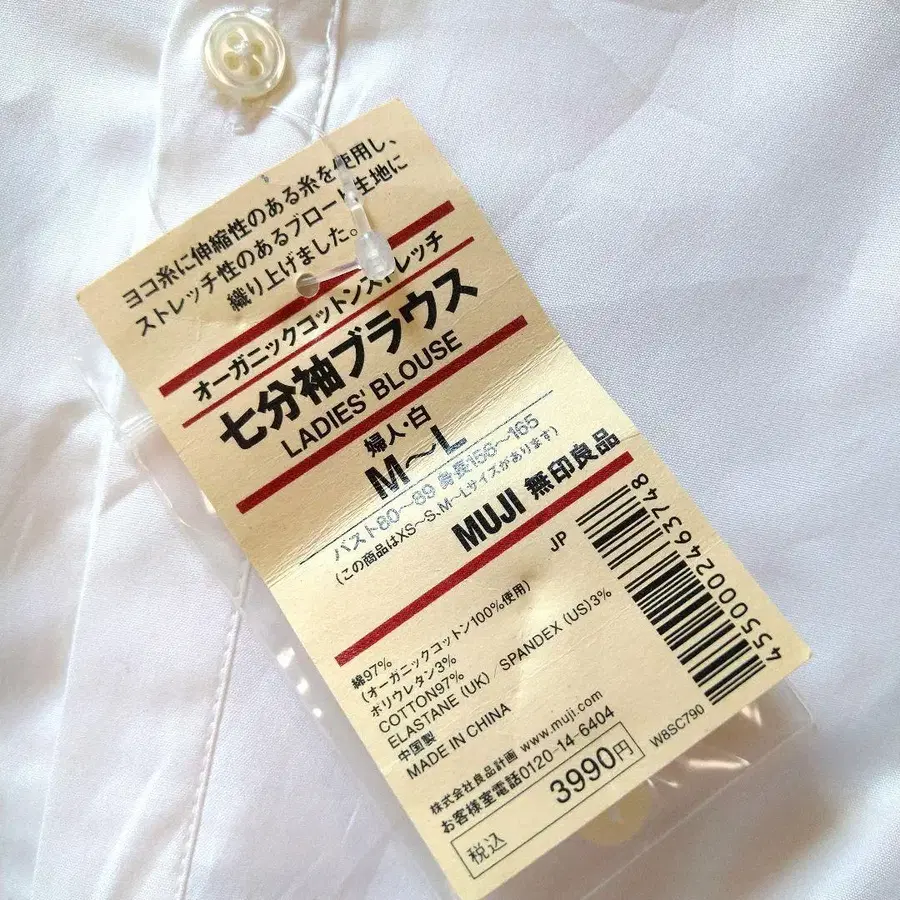 ヨコ糸に伸縮性のある糸を使用し、
ストレッチ性のあるブロード生地に
織り上げました。
オーガニックコットンストレッチ
七分袖ブラウス
LADIES' BLOUSE
婦人・白
M〜L
バスト80〜89 身長156〜165
(この商品はXS〜S、M〜Lサイズがあります)
MUJI 無印良品
JP
4550002463748
W8SC790
綿97%
(オーガニックコットン100%使用)
ポリウレタン3%
COTTON97%
ELASTANE (UK)/SPANDEX (US)3%
中国製
MADE IN CHINA
株式会社良品計画 www.muji.com
お客様室電話0120-14-6404
税込 3990円